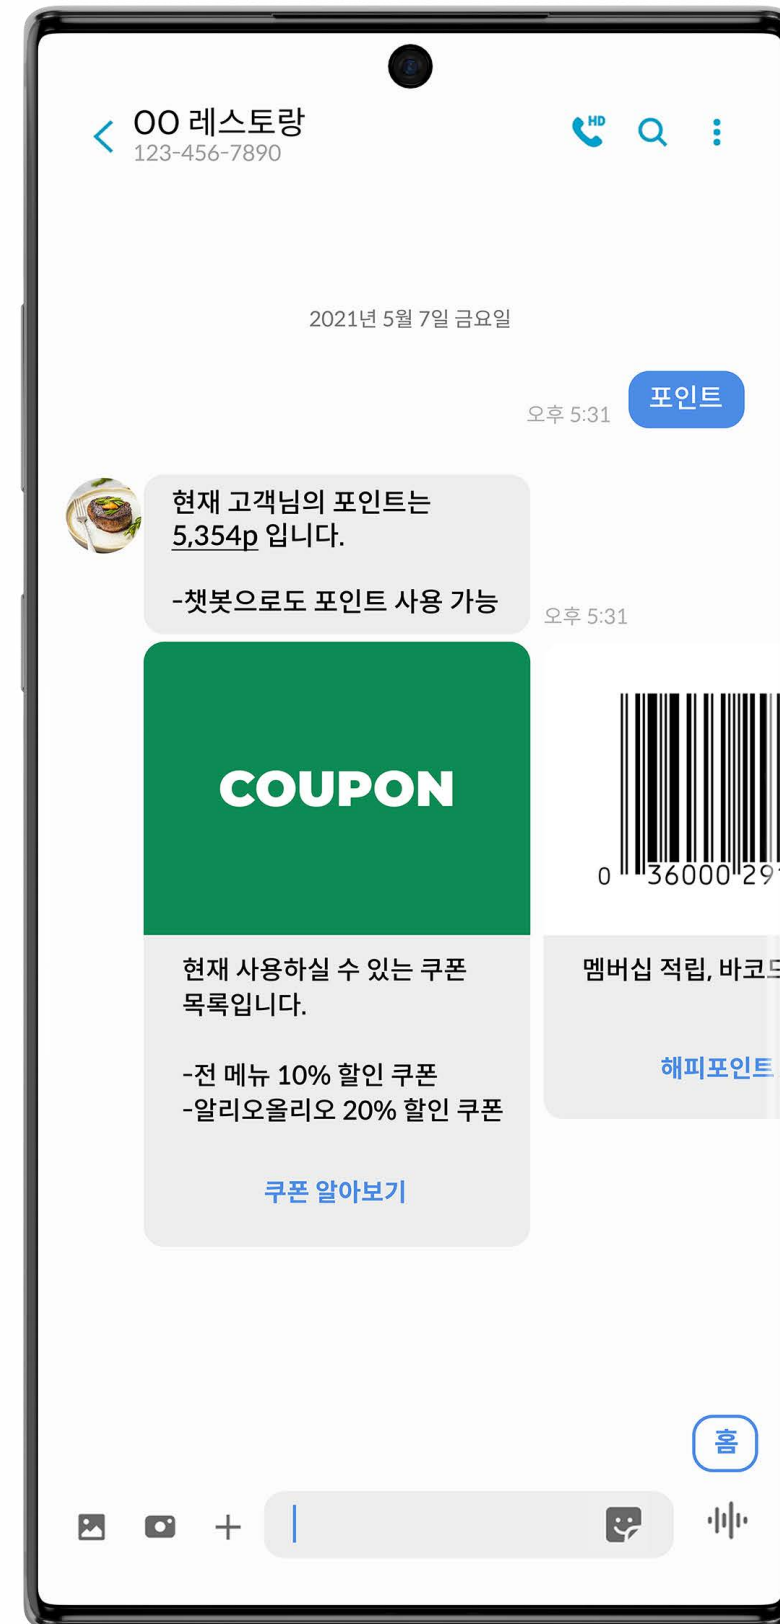 OO 레스토랑
HD
123-456-7890
2021년 5월 7일 금요일
포인트
오후 5:31
현재 고객님의 포인트는
5,354p 입니다.
-챗봇으로도 포인트 사용 가능
오후 5:31
COUPON
현재 사용하실 수 있는 쿠폰
목록입니다.
-전 메뉴 10% 할인 쿠폰
-알리오올리오 20% 할인 쿠폰
쿠폰 알아보기
0 36000 29
멤버십 적립, 바코드
해피포인트
홈